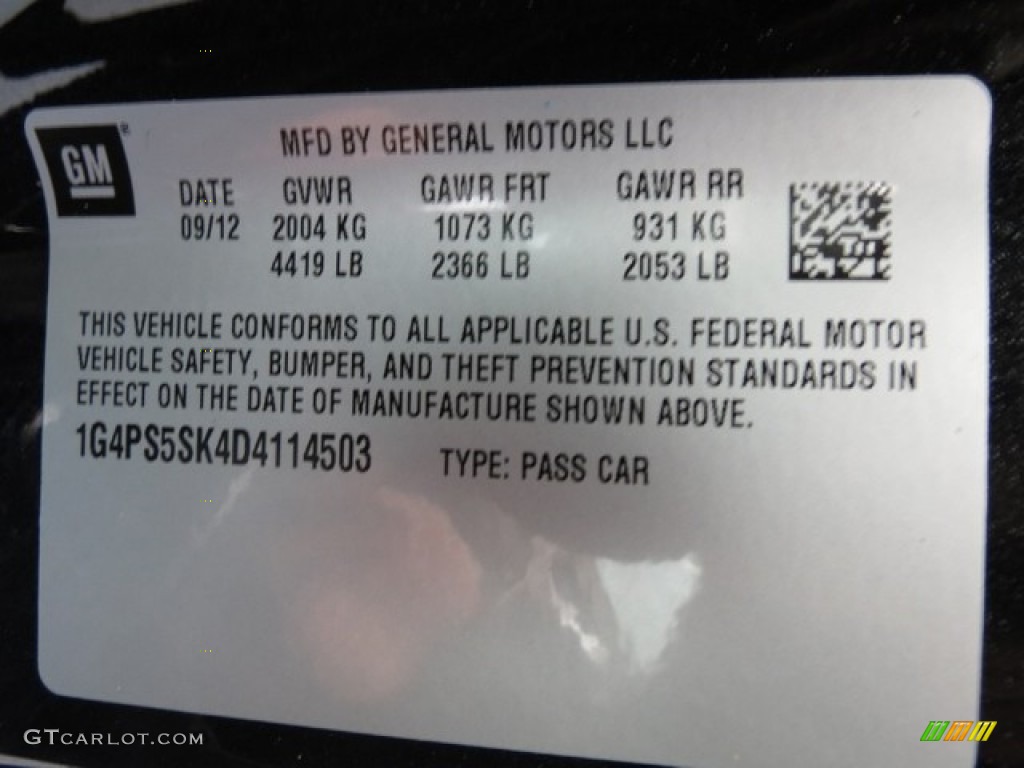 GM®
MFD BY GENERAL MOTORS LLC
DATE GVWR GAWR FRT GAWR RR
09/12 2004 KG 1073 KG 931 KG
4419 LB 2366 LB 2053 LB
THIS VEHICLE CONFORMS TO ALL APPLICABLE U.S. FEDERAL MOTOR
VEHICLE SAFETY, BUMPER, AND THEFT PREVENTION STANDARDS IN
EFFECT ON THE DATE OF MANUFACTURE SHOWN ABOVE.
1G4PS5SK4D4114503 TYPE: PASS CAR
GTCARLOT.COM